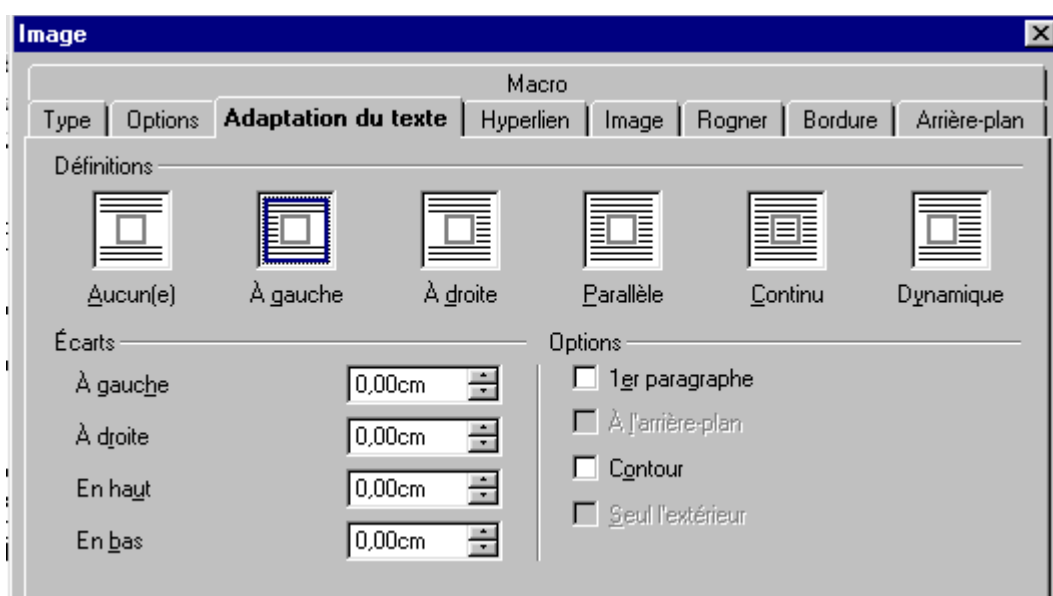 Image
Macro
Type Options Adaptation du texte Hyperlien Image Rogner Bordure Arrière-plan
Définitions
Aucun(e) À gauche À droite Parallèle Continu Dynamique
Écarts Options
À gauche 0,00cm 1er paragraphe
À droite 0,00cm À l'arrière-plan
En haut 0,00cm Contour
En bas 0,00cm Seul l'extérieur